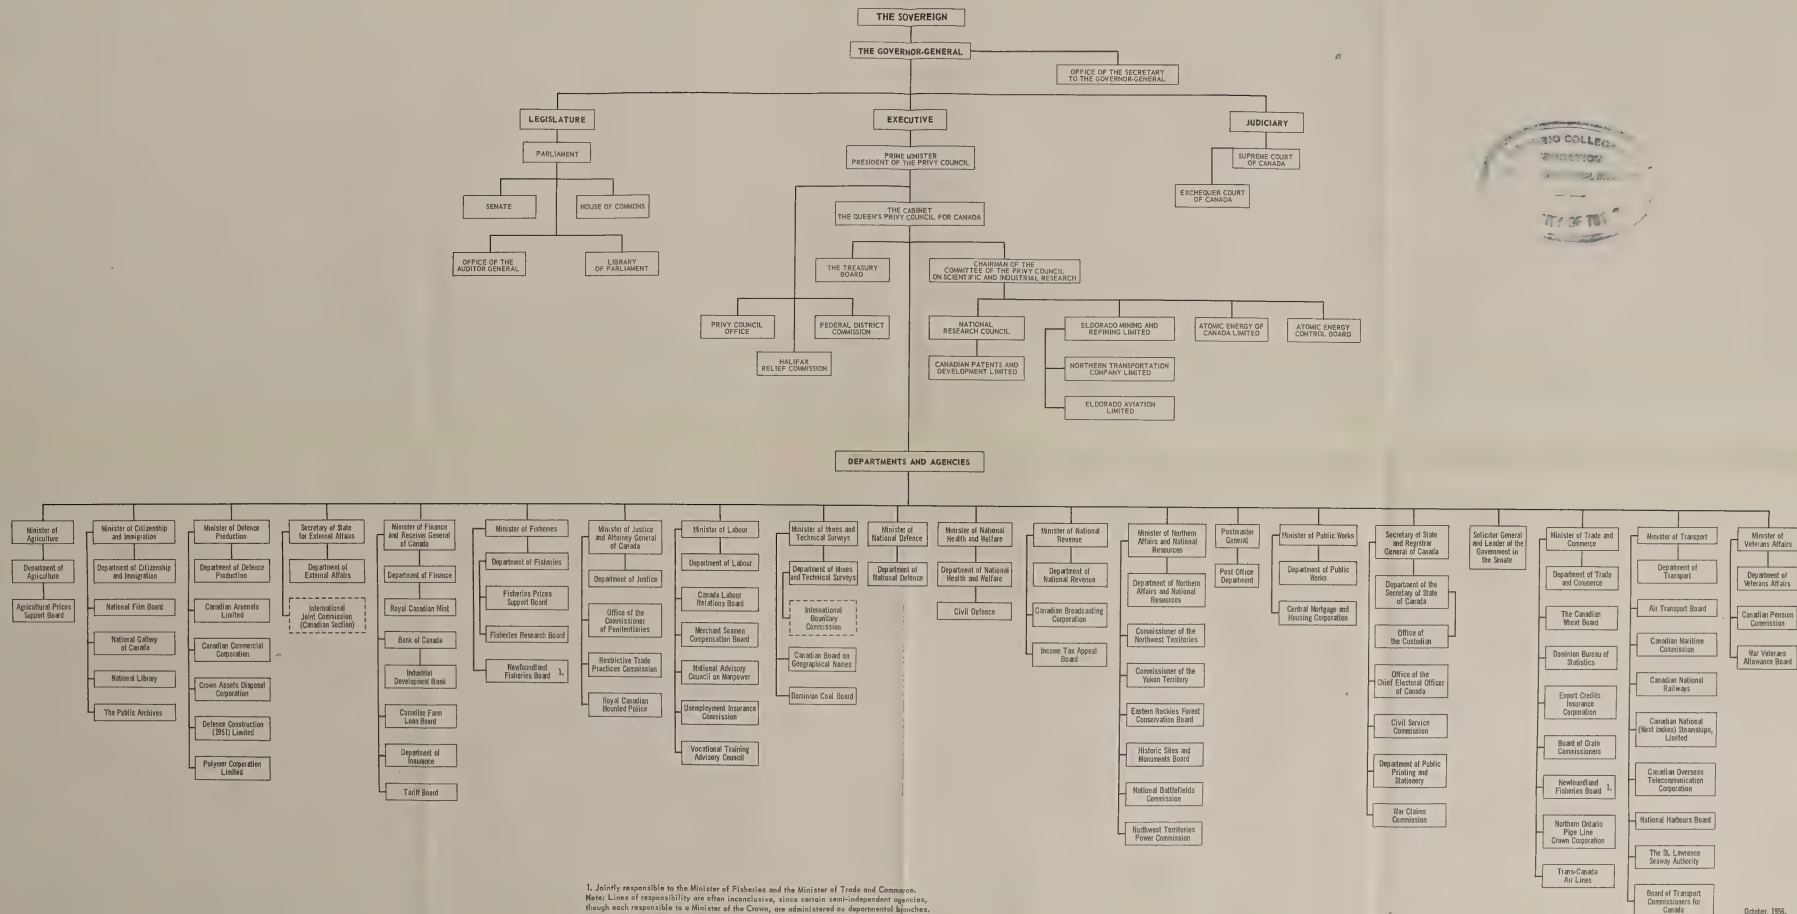 THE SOVEREIGN
THE GOVERNOR-GENERAL
OFFICE OF THE SECRETARY
TO THE GOVERNOR-GENERAL
LEGISLATURE
EXECUTIVE
JUDICIARY
PARLIAMENT
PRIME MINISTER
PRESIDENT OF THE PRIVY COUNCIL
SUPREME COURT
OF CANADA
EXCHEQUER COURT
OF CANADA
SENATE
HOUSE OF COMMONS
THE CABINET
THE QUEEN'S PRIVY COUNCIL FOR CANADA
OFFICE OF THE
AUDITOR GENERAL
LIBRARY
OF PARLIAMENT
THE TREASURY
BOARD
CHAIRMAN OF THE
COMMITTEE OF THE PRIVY COUNCIL
ON SCIENTIFIC AND INDUSTRIAL RESEARCH
PRIVY COUNCIL
OFFICE
FEDERAL DISTRICT
COMMISSION
HALIFAX
RELIEF COMMISSION
NATIONAL
RESEARCH COUNCIL
ELDORADO MINING AND
REFINING LIMITED
ATOMIC ENERGY OF
CANADA LIMITED
ATOMIC ENERGY
CONTROL BOARD
CANADIAN PATENTS AND
DEVELOPMENT LIMITED
NORTHERN TRANSPORTATION
COMPANY LIMITED
ELDORADO AVIATION
LIMITED
DEPARTMENTS AND AGENCIES
Minister of
Agriculture
Department of
Agriculture
Agricultural Prices
Support Board
Minister of Citizenship
and Immigration
Department of Citizenship
and Immigration
National Film Board
National Gallery
of Canada
National Library
The Public Archives
Minister of Defence
Production
Department of Defence
Production
Canadian Arsenals
Limited
Canadian Commercial
Corporation
Crown Assets Disposal
Corporation
Defence Construction
(1951) Limited
Polymer Corporation
Limited
Secretary of State
for External Affairs
Department of
External Affairs
International
Joint Commission
(Canadian Section)
Minister of Finance
and Receiver General
of Canada
Department of Finance
Royal Canadian Mint
Bank of Canada
Industrial
Development Bank
Canadian Farm
Loan Board
Department of
Insurance
Tariff Board
Minister of Fisheries
Department of Fisheries
Fisheries Prices
Support Board
Fisheries Research Board
Newfoundland
Fisheries Board 1.
Minister of Justice
and Attorney General
of Canada
Department of Justice
Office of the
Commissioner
of Penitentiaries
Restrictive Trade
Practices Commission
Royal Canadian
Mounted Police
Minister of Labour
Department of Labour
Canada Labour
Relations Board
Merchant Seamen
Compensation Board
National Advisory
Council on Manpower
Unemployment Insurance
Commission
Vocational Training
Advisory Council
Minister of Mines and
Technical Surveys
Department of Mines
and Technical Surveys
International
Boundary
Commission
Canadian Board on
Geographical Names
Dominion Coal Board
Minister of
National Defence
Department of
National Defence
Minister of National
Health and Welfare
Department of National
Health and Welfare
Civil Defence
Minister of National
Revenue
Department of
National Revenue
Canadian Broadcasting
Corporation
Income Tax Appeal
Board
Minister of Northern
Affairs and National
Resources
Department of Northern
Affairs and National
Resources
Commissioner of the
Northwest Territories
Commissioner of the
Yukon Territory
Eastern Rockies Forest
Conservation Board
Historic Sites and
Monuments Board
National Battlefields
Commission
Northwest Territories
Power Commission
Postmaster
General
Post Office
Department
Minister of Public Works
Department of Public
Works
Central Mortgage and
Housing Corporation
Secretary of State
and Registrar
General of Canada
Department of the
Secretary of State
of Canada
Office of
the Custodian
Office of the
Chief Electoral Officer
of Canada
Civil Service
Commission
Department of Public
Printing and
Stationery
War Claims
Commission
Solicitor General
and Leader of the
Government in
the Senate
Minister of Trade and
Commerce
Department of Trade
and Commerce
The Canadian
Wheat Board
Dominion Bureau of
Statistics
Export Credits
Insurance
Corporation
Board of Grain
Commissioners
Newfoundland
Fisheries Board 1.
Northern Ontario
Pipe Line
Crown Corporation
Trans-Canada
Air Lines
Minister of Transport
Department of
Transport
Air Transport Board
Canadian Maritime
Commission
Canadian National
Railways
Canadian National
(West Indies) Steamships,
Limited
Canadian Overseas
Telecommunication
Corporation
National Harbours Board
The St. Lawrence
Seaway Authority
Board of Transport
Commissioners for
Canada
Minister of
Veterans Affairs
Department of
Veterans Affairs
Canadian Pension
Commission
War Veterans
Allowance Board
1. Jointly responsible to the Minister of Fisheries and the Minister of Trade and Commerce.
Note: Lines of responsibility are often inconclusive, since certain semi-independent agencies,
though each responsible to a Minister of the Crown, are administered as departmental branches.
October, 1956.